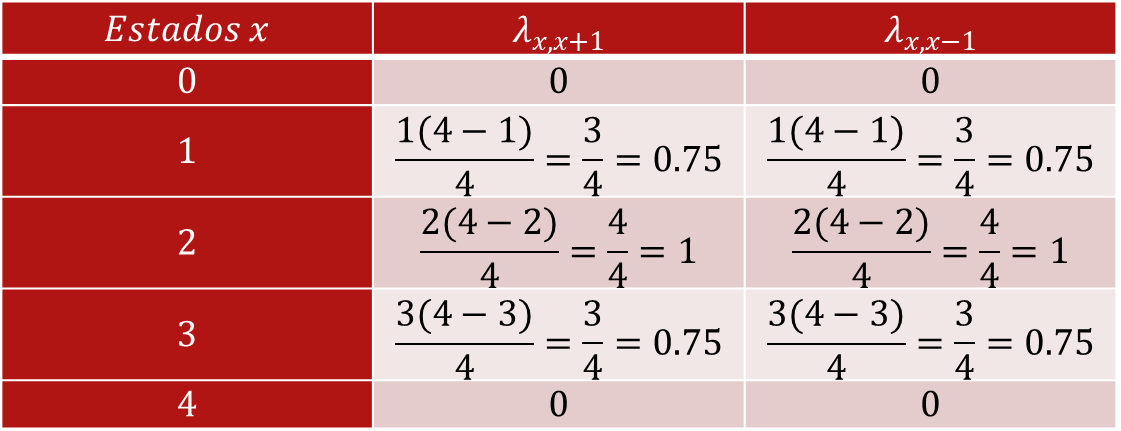 Estados x λx,x+1 λx,x−1
0 0 0
1 1(4 − 1)/4 = 3/4 = 0.75 1(4 − 1)/4 = 3/4 = 0.75
2 2(4 − 2)/4 = 4/4 = 1 2(4 − 2)/4 = 4/4 = 1
3 3(4 − 3)/4 = 3/4 = 0.75 3(4 − 3)/4 = 3/4 = 0.75
4 0 0